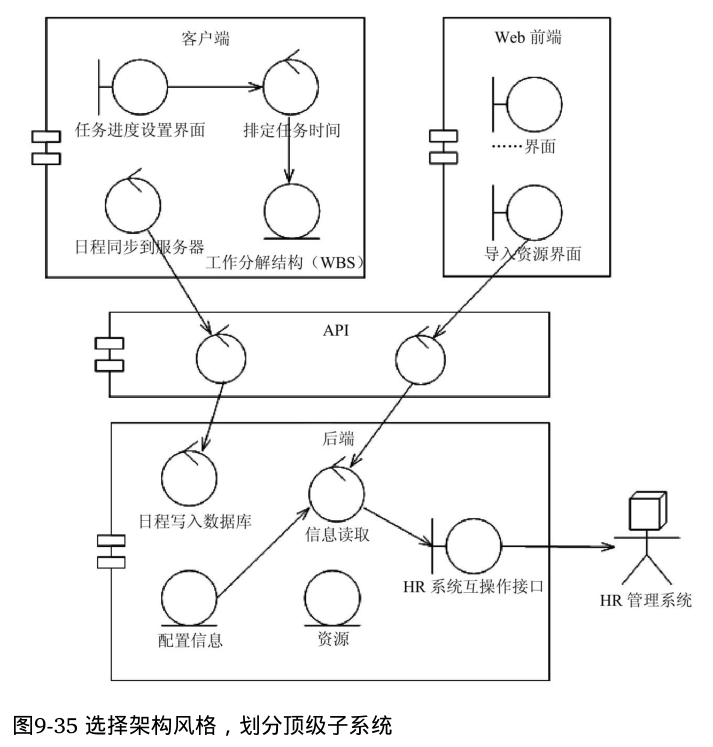 客户端
Web 前端
任务进度设置界面
排定任务时间
……界面
日程同步到服务器
工作分解结构（WBS）
导入资源界面
API
后端
日程写入数据库
信息读取
HR 系统互操作接口
HR 管理系统
配置信息
资源
图9-35 选择架构风格，划分顶级子系统